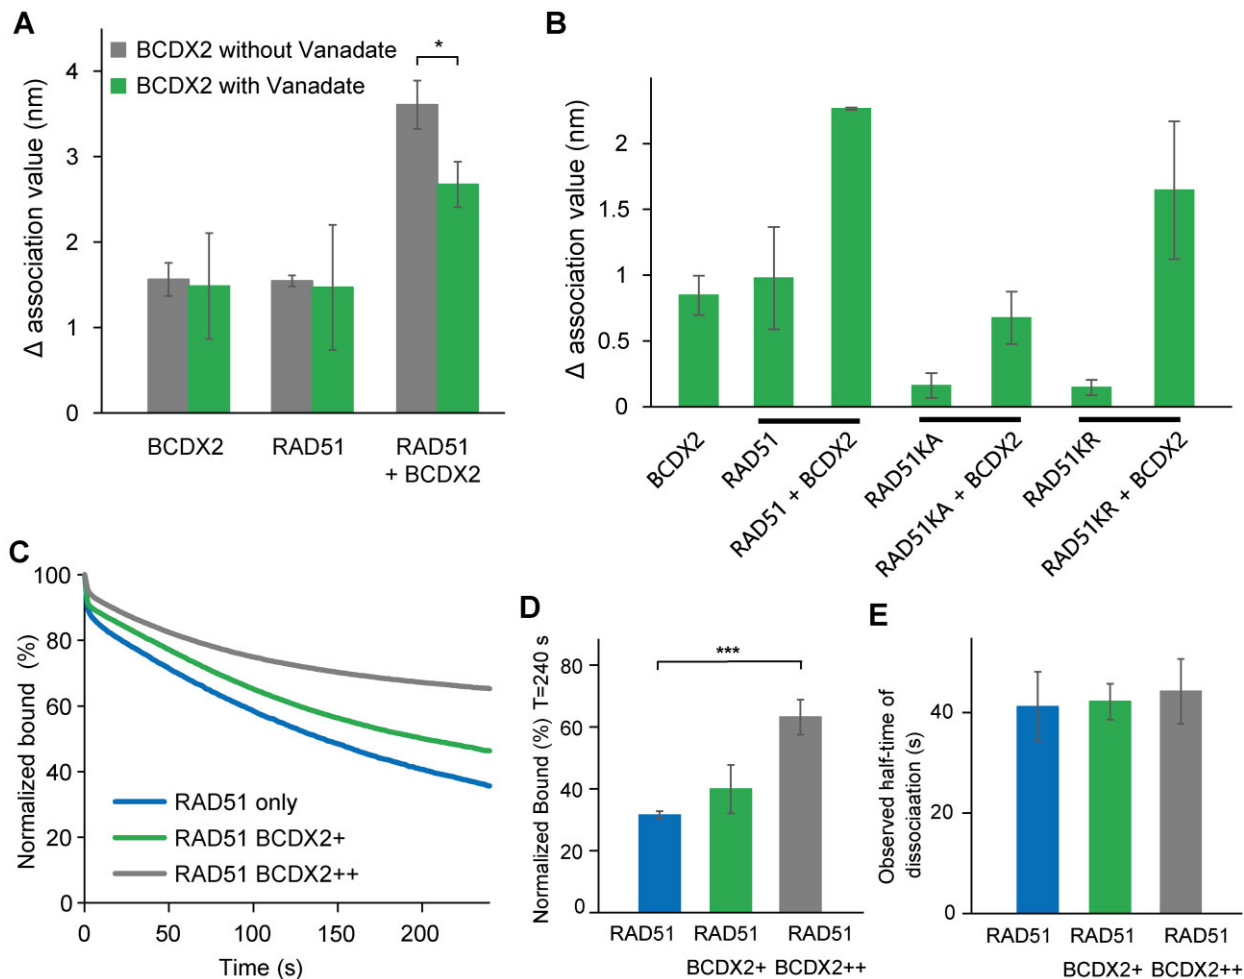 A
BCDX2 without Vanadate
BCDX2 with Vanadate
*
Δ association value (nm)
4
3
2
1
0
BCDX2
RAD51
RAD51
+ BCDX2
B
Δ association value (nm)
2
1.5
1
0.5
0
BCDX2
RAD51
RAD51 + BCDX2
RAD51KA
RAD51KA + BCDX2
RAD51KR
RAD51KR + BCDX2
C
Normalized bound (%)
100
80
60
40
20
0
RAD51 only
RAD51 BCDX2+
RAD51 BCDX2++
0
50
100
150
200
Time (s)
D
Normalized Bound (%) T=240 s
80
60
40
20
0
***
RAD51
RAD51
BCDX2+
RAD51
BCDX2++
E
Observed half-time of
dissociaation (s)
40
20
0
RAD51
RAD51
BCDX2+
RAD51
BCDX2++